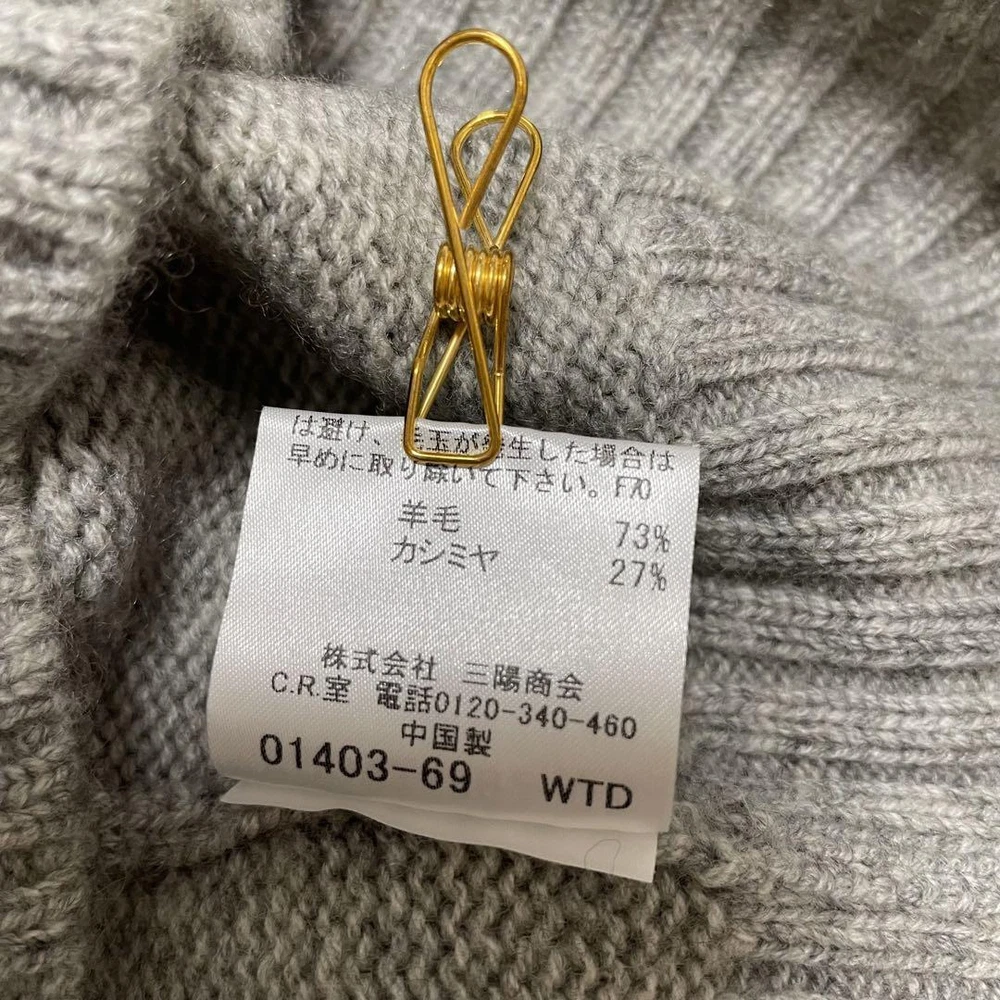 は避け、毛玉が発生した場合は
早めに取り除いて下さい。F70
羊毛 73%
カシミヤ 27%
株式会社 三陽商会
C.R.室 電話0120-340-460
中国製
01403-69 WTD